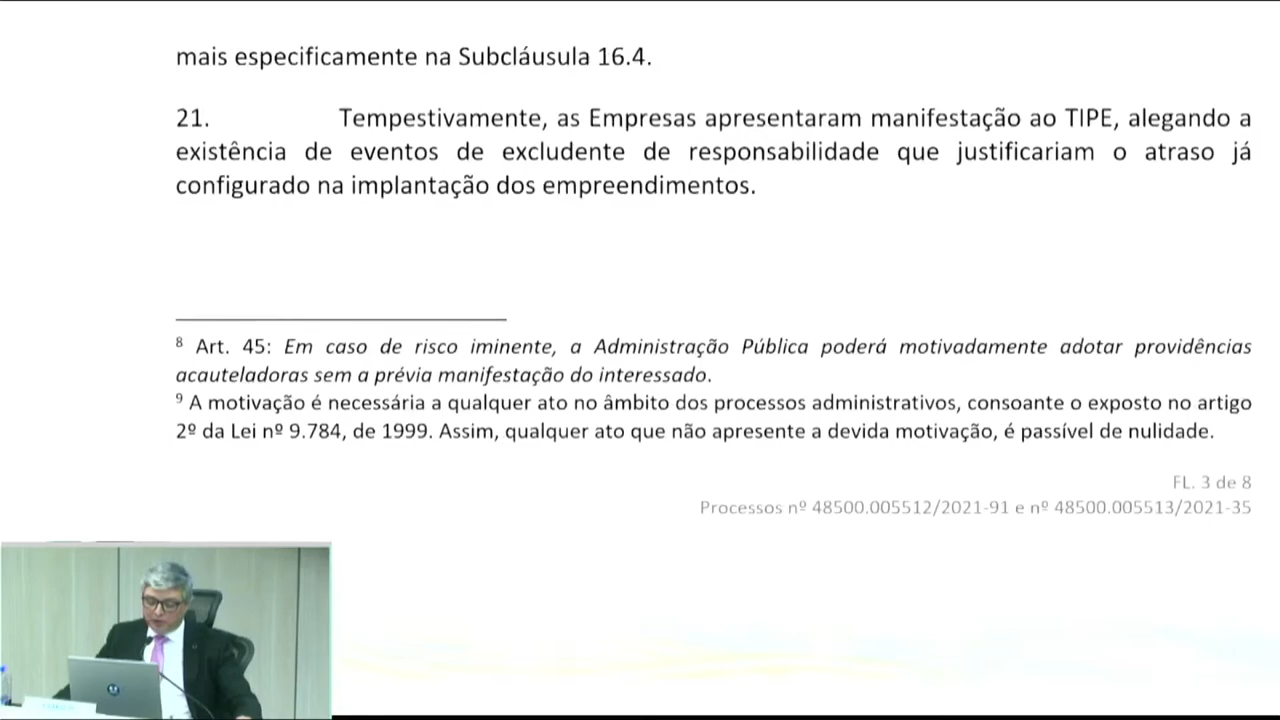 mais especificamente na Subcláusula 16.4.
21. Tempestivamente, as Empresas apresentaram manifestação ao TIPE, alegando a
existência de eventos de excludente de responsabilidade que justificariam o atraso já
configurado na implantação dos empreendimentos.
8 Art. 45: Em caso de risco iminente, a Administração Pública poderá motivadamente adotar providências
acauteladoras sem a prévia manifestação do interessado.
9 A motivação é necessária a qualquer ato no âmbito dos processos administrativos, consoante o exposto no artigo
2º da Lei nº 9.784, de 1999. Assim, qualquer ato que não apresente a devida motivação, é passível de nulidade.
FL. 3 de 8
Processos nº 48500.005512/2021-91 e nº 48500.005513/2021-35